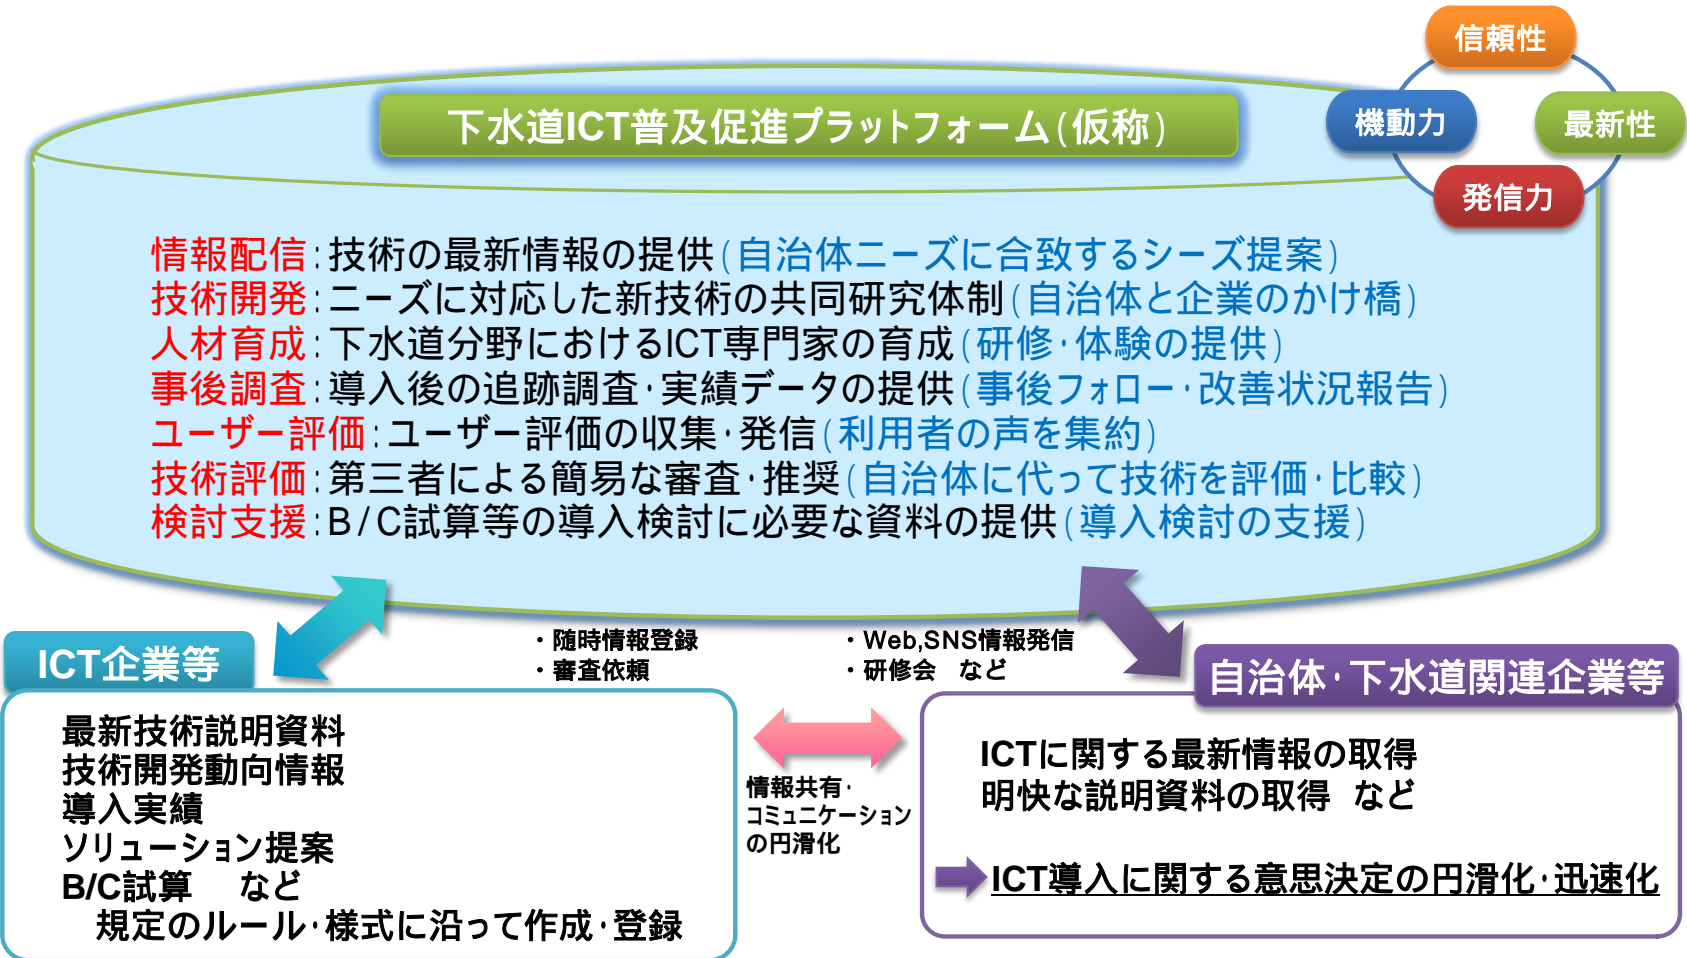 信頼性
機動力
最新性
発信力
下水道ICT普及促進プラットフォーム(仮称)
情報配信:技術の最新情報の提供(自治体ニーズに合致するシーズ提案)
技術開発:ニーズに対応した新技術の共同研究体制(自治体と企業のかけ橋)
人材育成:下水道分野におけるICT専門家の育成(研修・体験の提供)
事後調査:導入後の追跡調査・実績データの提供(事後フォロー・改善状況報告)
ユーザー評価:ユーザー評価の収集・発信(利用者の声を集約)
技術評価:第三者による簡易な審査・推奨(自治体に代って技術を評価・比較)
検討支援:B/C試算等の導入検討に必要な資料の提供(導入検討の支援)
・随時情報登録
・審査依頼
・Web,SNS情報発信
・研修会　など
ICT企業等
最新技術説明資料
技術開発動向情報
導入実績
ソリューション提案
B/C試算　など
規定のルール・様式に沿って作成・登録
情報共有・
コミュニケーション
の円滑化
自治体・下水道関連企業等
ICTに関する最新情報の取得
明快な説明資料の取得　など
ICT導入に関する意思決定の円滑化・迅速化